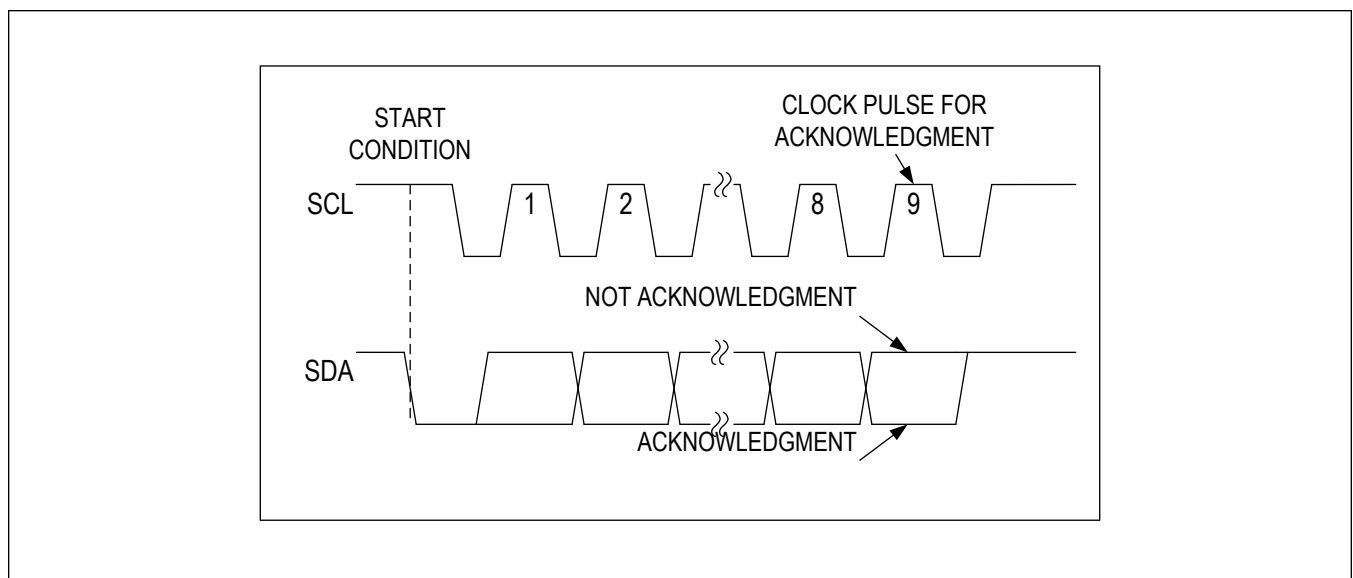 START
CONDITION
CLOCK PULSE FOR
ACKNOWLEDGMENT
SCL
1
2
8
9
NOT ACKNOWLEDGMENT
SDA
ACKNOWLEDGMENT